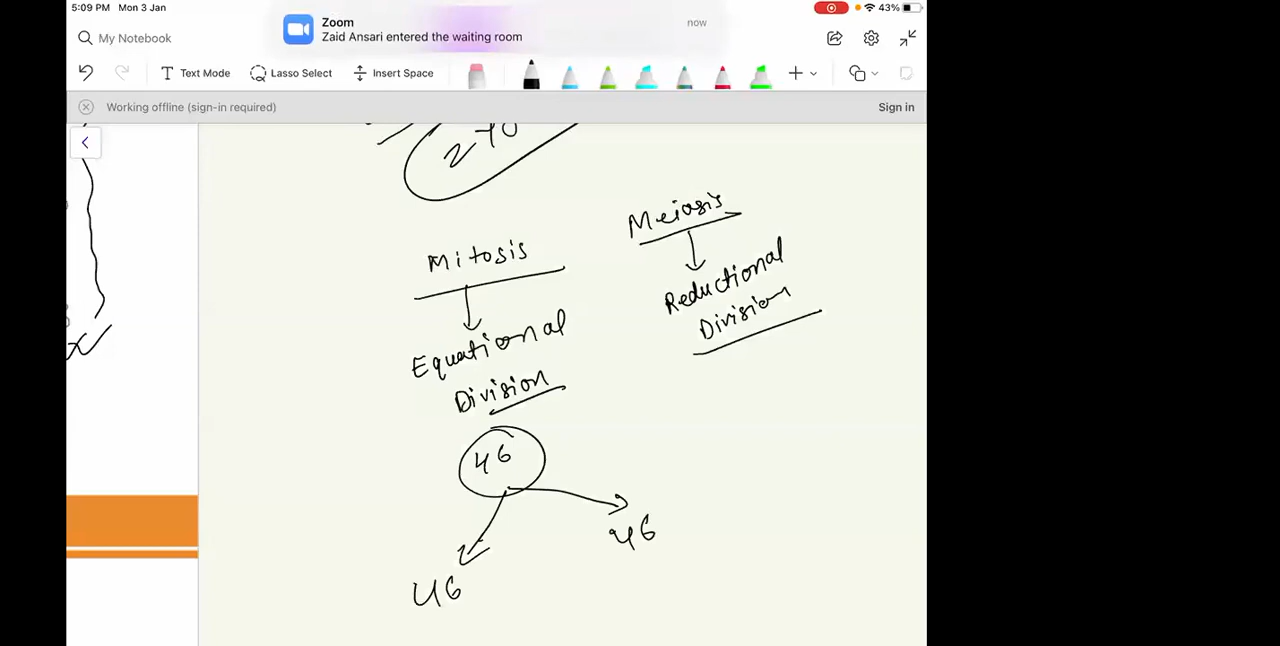 5:09 PM Mon 3 Jan
43%
Zoom
now
Zaid Ansari entered the waiting room
My Notebook
Text Mode
Lasso Select
Insert Space
Working offline (sign-in required)
Sign in
Mitosis
Equational
Division
46
46
46
Meiosis
Reductional
Division